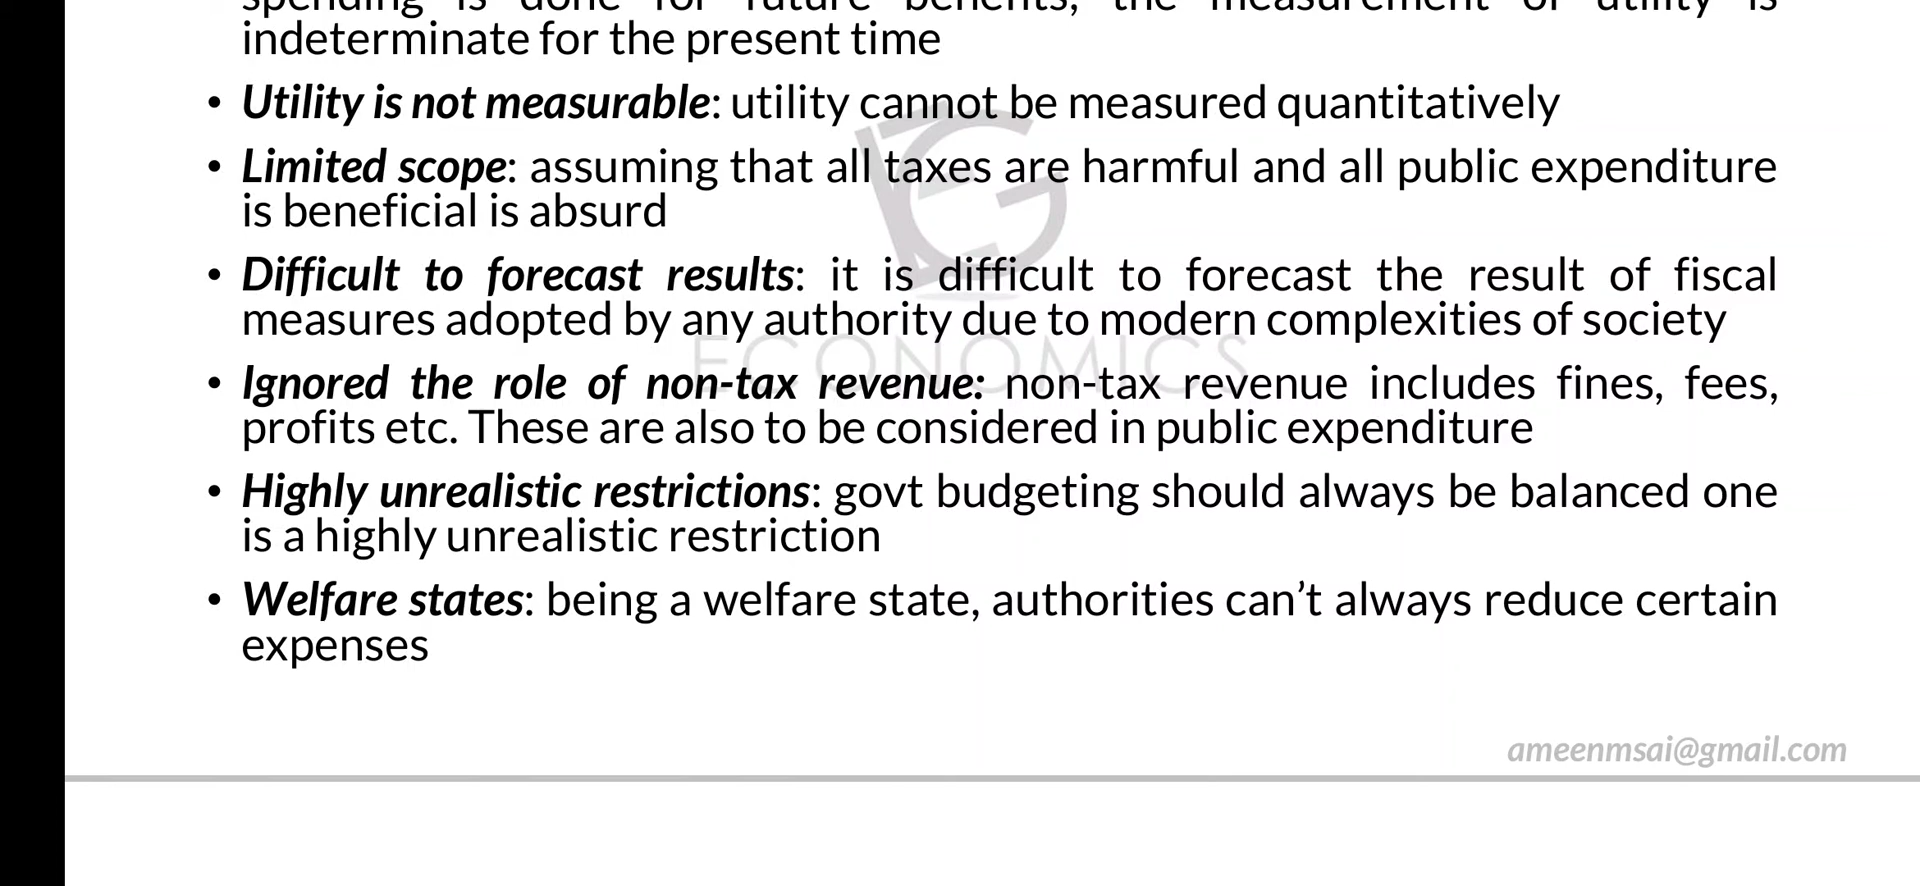 spending is done for future benefits, the measurement of utility is
indeterminate for the present time
• Utility is not measurable: utility cannot be measured quantitatively
• Limited scope: assuming that all taxes are harmful and all public expenditure
is beneficial is absurd
• Difficult to forecast results: it is difficult to forecast the result of fiscal
measures adopted by any authority due to modern complexities of society
• Ignored the role of non-tax revenue: non-tax revenue includes fines, fees,
profits etc. These are also to be considered in public expenditure
• Highly unrealistic restrictions: govt budgeting should always be balanced one
is a highly unrealistic restriction
• Welfare states: being a welfare state, authorities can’t always reduce certain
expenses
ECONOMICS
ameenmsai@gmail.com